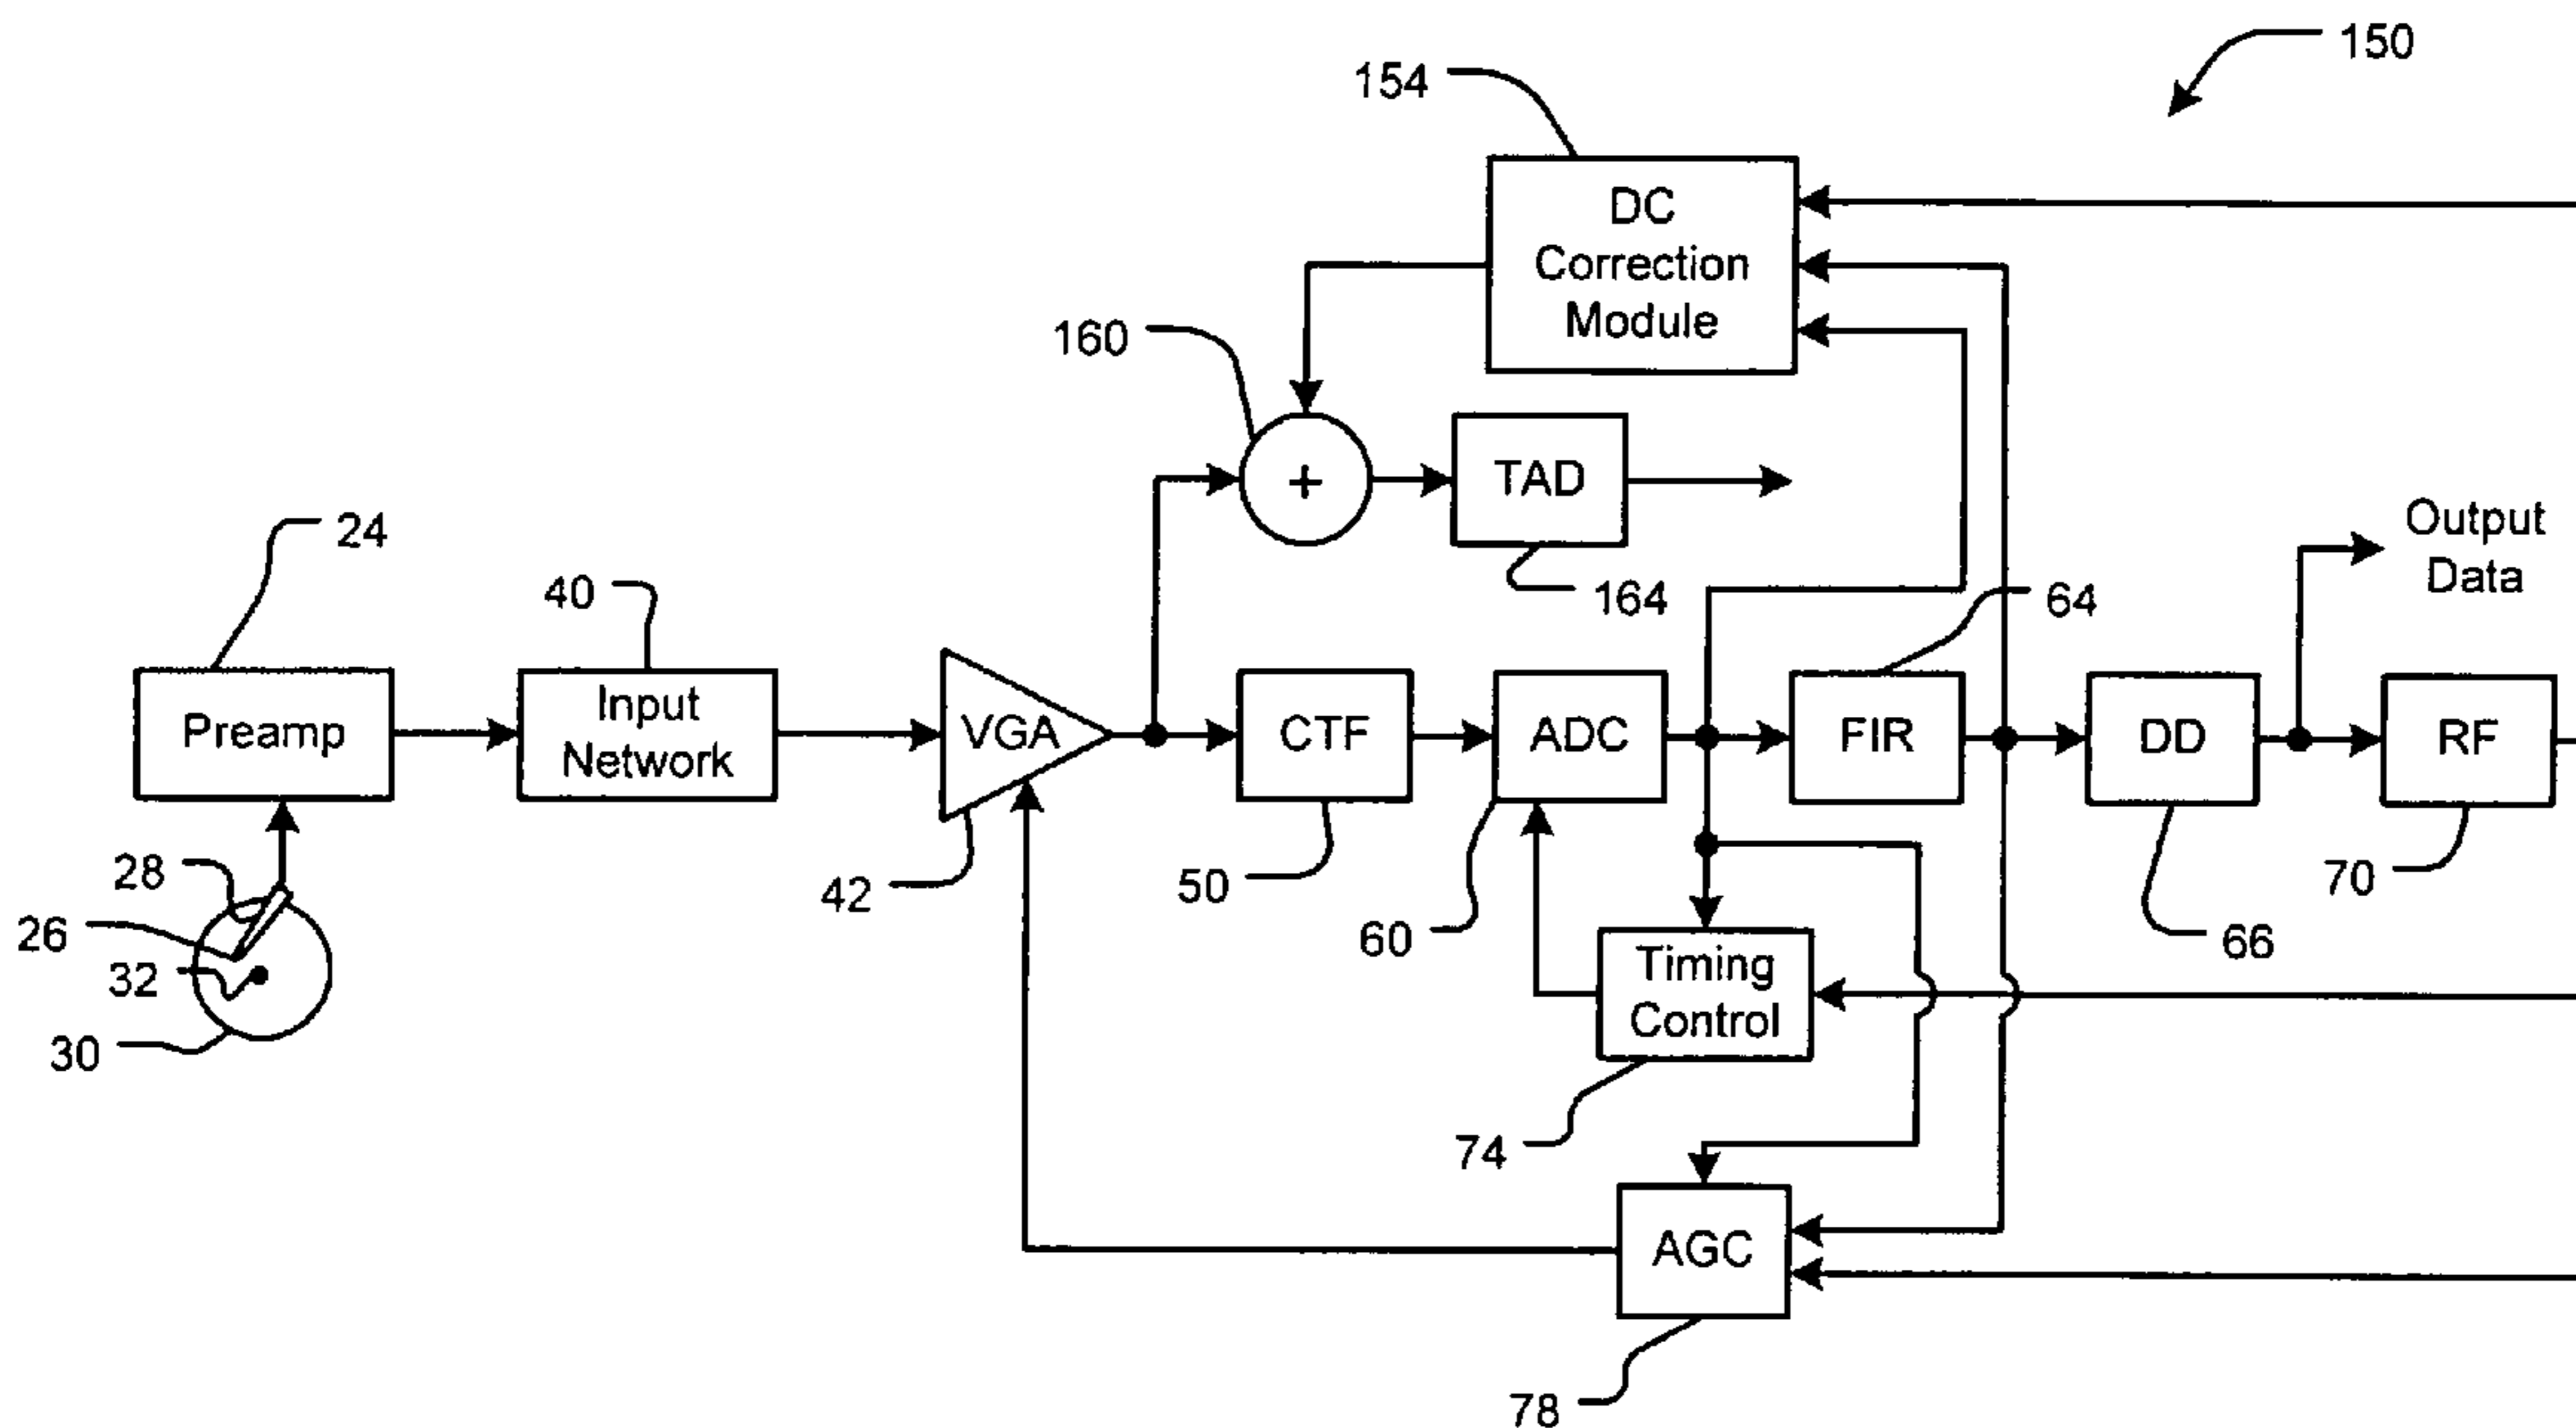 150
154
DC
Correction
Module
160
+
TAD
164
Output
Data
24
40
64
Preamp
Input
Network
VGA
CTF
ADC
FIR
DD
RF
28
26
32
30
42
50
60
66
70
Timing
Control
74
AGC
78